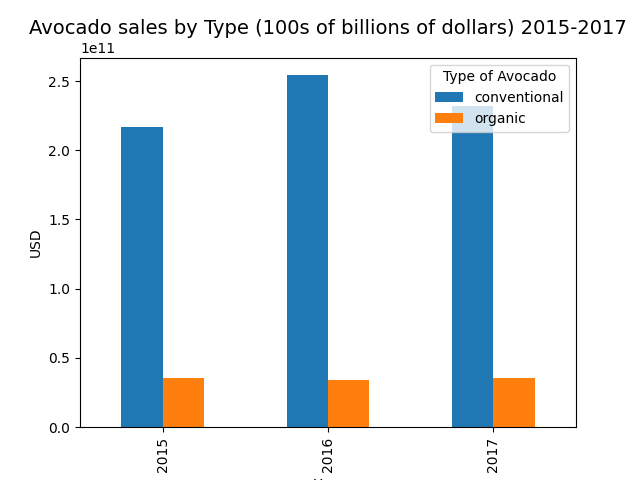 Avocado sales by Type (100s of billions of dollars) 2015-2017
1e11
Type of Avocado
conventional
organic
2.5
2.0
1.5
1.0
0.5
0.0
USD
2015
2016
2017